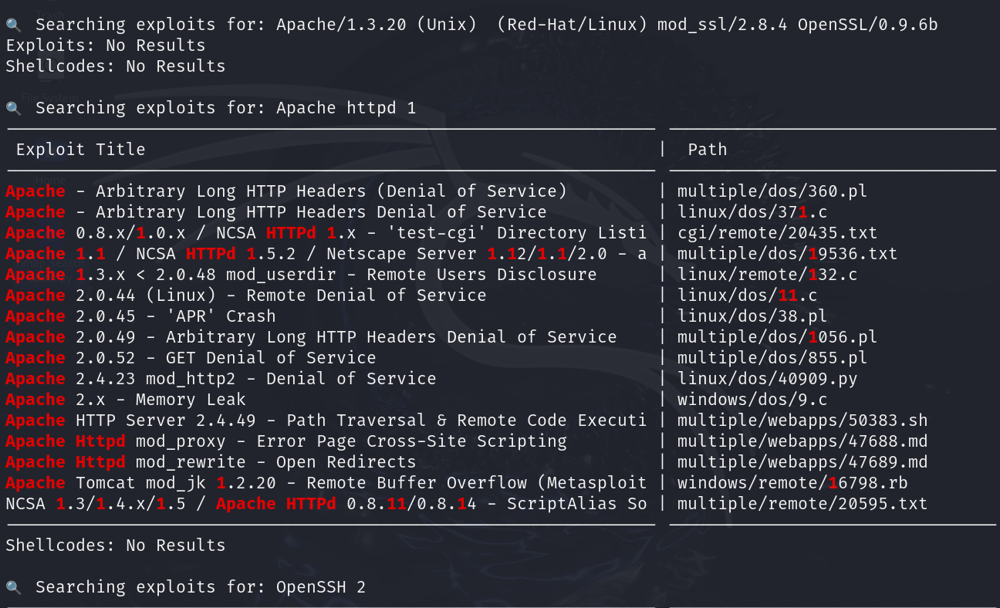 🔍 Searching exploits for: Apache/1.3.20 (Unix)  (Red-Hat/Linux) mod_ssl/2.8.4 OpenSSL/0.9.6b
Exploits: No Results
Shellcodes: No Results
🔍 Searching exploits for: Apache httpd 1
Exploit Title | Path
Apache - Arbitrary Long HTTP Headers (Denial of Service) | multiple/dos/360.pl
Apache - Arbitrary Long HTTP Headers Denial of Service | linux/dos/371.c
Apache 0.8.x/1.0.x / NCSA HTTPd 1.x - 'test-cgi' Directory Listi | cgi/remote/20435.txt
Apache 1.1 / NCSA HTTPd 1.5.2 / Netscape Server 1.12/1.1/2.0 - a | multiple/dos/19536.txt
Apache 1.3.x < 2.0.48 mod_userdir - Remote Users Disclosure | linux/remote/132.c
Apache 2.0.44 (Linux) - Remote Denial of Service | linux/dos/11.c
Apache 2.0.45 - 'APR' Crash | linux/dos/38.pl
Apache 2.0.49 - Arbitrary Long HTTP Headers Denial of Service | multiple/dos/1056.pl
Apache 2.0.52 - GET Denial of Service | multiple/dos/855.pl
Apache 2.4.23 mod_http2 - Denial of Service | linux/dos/40909.py
Apache 2.x - Memory Leak | windows/dos/9.c
Apache HTTP Server 2.4.49 - Path Traversal & Remote Code Executi | multiple/webapps/50383.sh
Apache Httpd mod_proxy - Error Page Cross-Site Scripting | multiple/webapps/47688.md
Apache Httpd mod_rewrite - Open Redirects | multiple/webapps/47689.md
Apache Tomcat mod_jk 1.2.20 - Remote Buffer Overflow (Metasploit | windows/remote/16798.rb
NCSA 1.3/1.4.x/1.5 / Apache HTTPd 0.8.11/0.8.14 - ScriptAlias So | multiple/remote/20595.txt
Shellcodes: No Results
🔍 Searching exploits for: OpenSSH 2
Trash
File System
Home